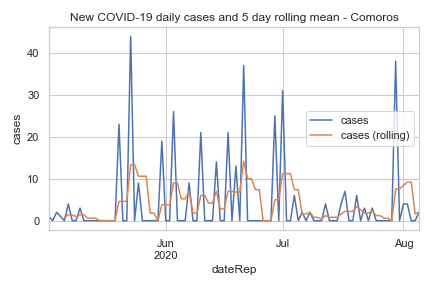 New COVID-19 daily cases and 5 day rolling mean - Comoros
40
30
20
10
0
cases
cases
cases (rolling)
Jun
2020
Jul
Aug
dateRep